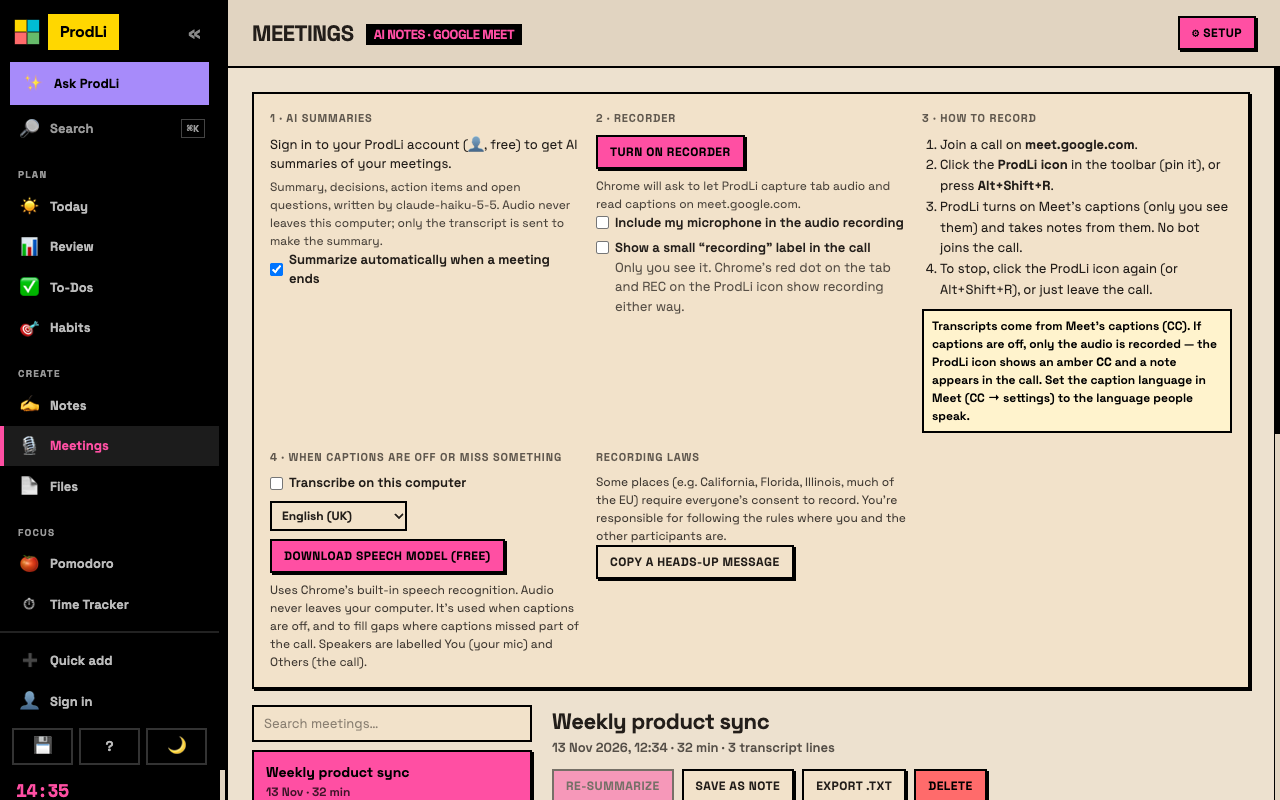 ProdLi
«
Ask ProdLi
Search
⌘K
PLAN
Today
Review
To-Dos
Habits
CREATE
Notes
Meetings
Files
FOCUS
Pomodoro
Time Tracker
Quick add
Sign in
?
14:35
MEETINGS
AI NOTES · GOOGLE MEET
⚙ SETUP
1 · AI SUMMARIES
Sign in to your ProdLi account (👤, free) to get AI
summaries of your meetings.
Summary, decisions, action items and open
questions, written by claude-haiku-5-5. Audio never
leaves this computer; only the transcript is sent to
make the summary.
Summarize automatically when a meeting
ends
2 · RECORDER
TURN ON RECORDER
Chrome will ask to let ProdLi capture tab audio and
read captions on meet.google.com.
Include my microphone in the audio recording
Show a small “recording” label in the call
Only you see it. Chrome's red dot on the tab
and REC on the ProdLi icon show recording
either way.
3 · HOW TO RECORD
1. Join a call on meet.google.com.
2. Click the ProdLi icon in the toolbar (pin it), or
press Alt+Shift+R.
3. ProdLi turns on Meet's captions (only you see
them) and takes notes from them. No bot
joins the call.
4. To stop, click the ProdLi icon again (or
Alt+Shift+R), or just leave the call.
Transcripts come from Meet's captions (CC). If
captions are off, only the audio is recorded — the
ProdLi icon shows an amber CC and a note
appears in the call. Set the caption language in
Meet (CC → settings) to the language people
speak.
4 · WHEN CAPTIONS ARE OFF OR MISS SOMETHING
Transcribe on this computer
English (UK)
DOWNLOAD SPEECH MODEL (FREE)
Uses Chrome's built-in speech recognition. Audio
never leaves your computer. It's used when captions
are off, and to fill gaps where captions missed part of
the call. Speakers are labelled You (your mic) and
Others (the call).
RECORDING LAWS
Some places (e.g. California, Florida, Illinois, much of
the EU) require everyone's consent to record. You're
responsible for following the rules where you and the
other participants are.
COPY A HEADS-UP MESSAGE
Search meetings…
Weekly product sync
13 Nov · 32 min
Weekly product sync
13 Nov 2026, 12:34 · 32 min · 3 transcript lines
RE-SUMMARIZE
SAVE AS NOTE
EXPORT .TXT
DELETE